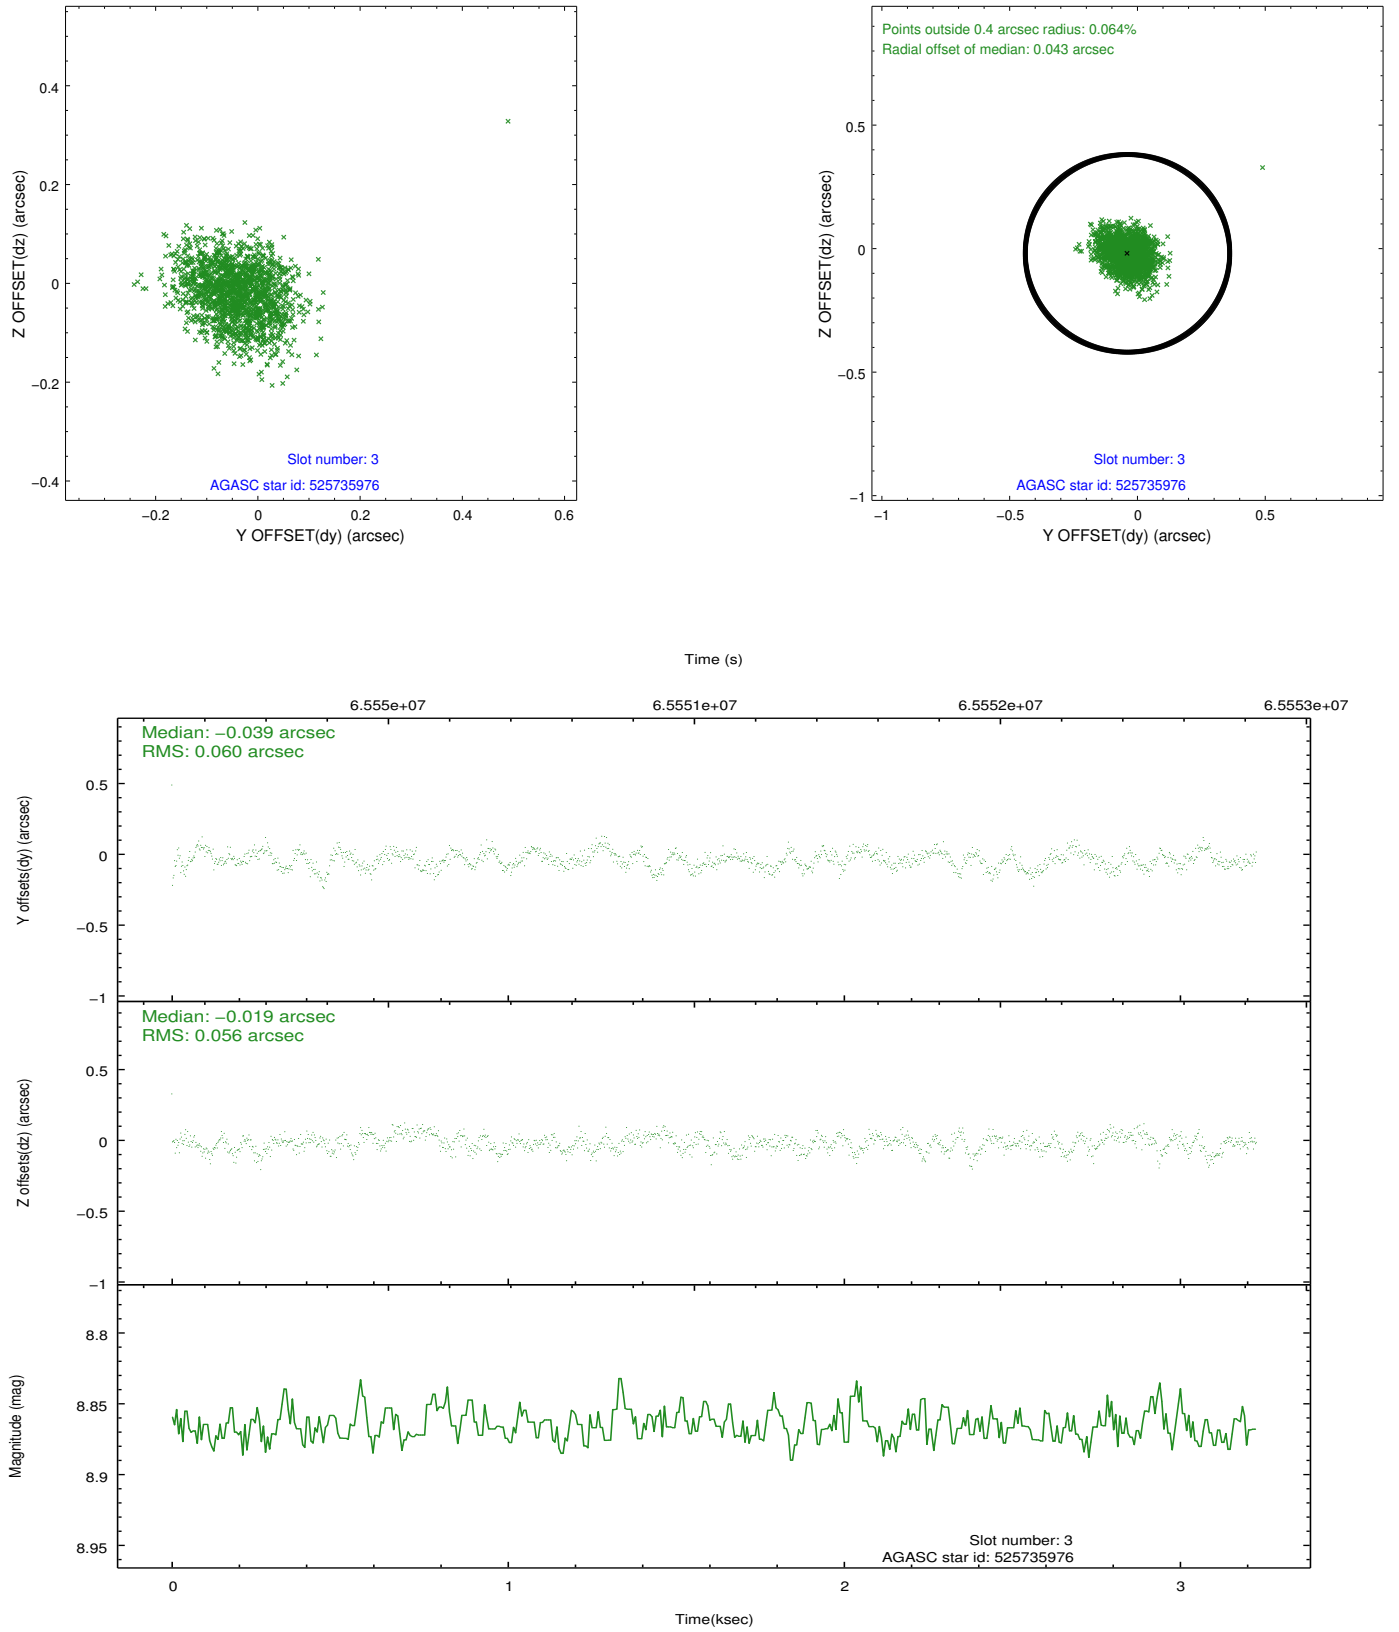 0.4
0.2
0
−0.2
−0.4
Z OFFSET(dz) (arcsec)
Slot number: 3
AGASC star id: 525735976
−0.2 0 0.2 0.4 0.6
Y OFFSET(dy) (arcsec)
Points outside 0.4 arcsec radius: 0.064%
Radial offset of median: 0.043 arcsec
0.5
0
−0.5
−1
Z OFFSET(dz) (arcsec)
Slot number: 3
AGASC star id: 525735976
−1 −0.5 0 0.5
Y OFFSET(dy) (arcsec)
Time (s)
6.555e+07 6.5551e+07 6.5552e+07 6.5553e+07
Median: −0.039 arcsec
RMS: 0.060 arcsec
0.5
0
−0.5
−1
Y offsets(dy) (arcsec)
Median: −0.019 arcsec
RMS: 0.056 arcsec
0.5
0
−0.5
−1
Z offsets(dz) (arcsec)
8.8
8.85
8.9
8.95
Magnitude (mag)
Slot number: 3
AGASC star id: 525735976
0 1 2 3
Time(ksec)